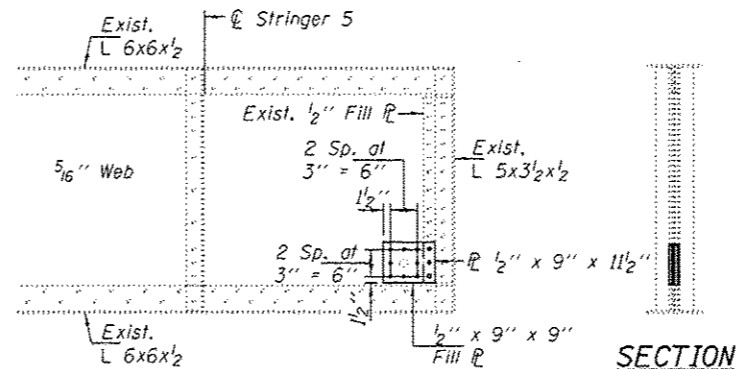 Exist.
L 6x6x½
℄ Stringer 5
Exist. ½" Fill ℞
5/16" Web
2 Sp. at
3" = 6"
Exist.
L 5x3½x½
1½"
2 Sp. at
3" = 6"
℞ ½" x 9" x 11½"
1½"
Exist.
L 6x6x½
½" x 9" x 9"
Fill ℞
SECTION